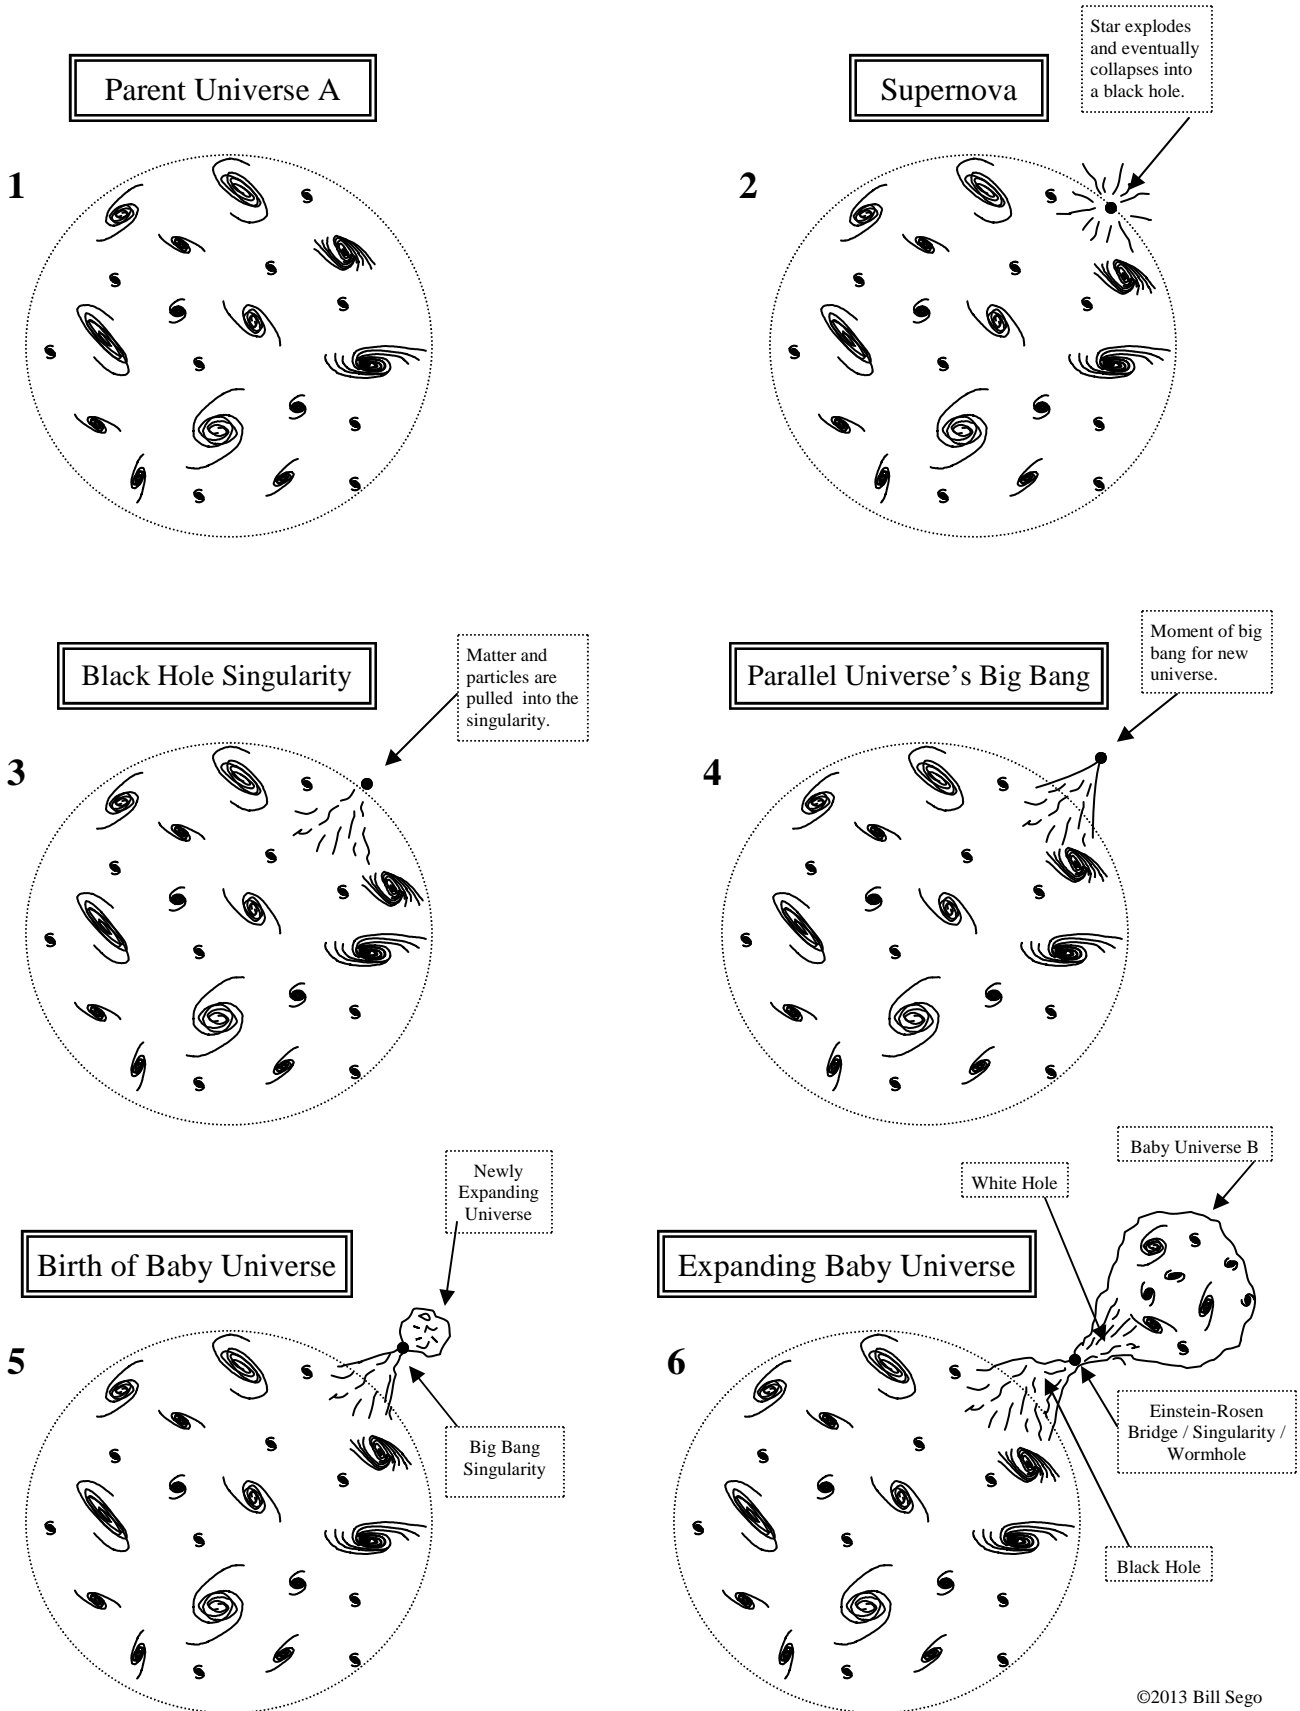 Parent Universe A
1
Supernova
Star explodes
and eventually
collapses into
a black hole.
2
Black Hole Singularity
Matter and
particles are
pulled into the
singularity.
3
Parallel Universe's Big Bang
Moment of big
bang for new
universe.
4
Birth of Baby Universe
Newly
Expanding
Universe
5
Big Bang
Singularity
Expanding Baby Universe
White Hole
Baby Universe B
6
Einstein-Rosen
Bridge / Singularity /
Wormhole
Black Hole
©2013 Bill Sego